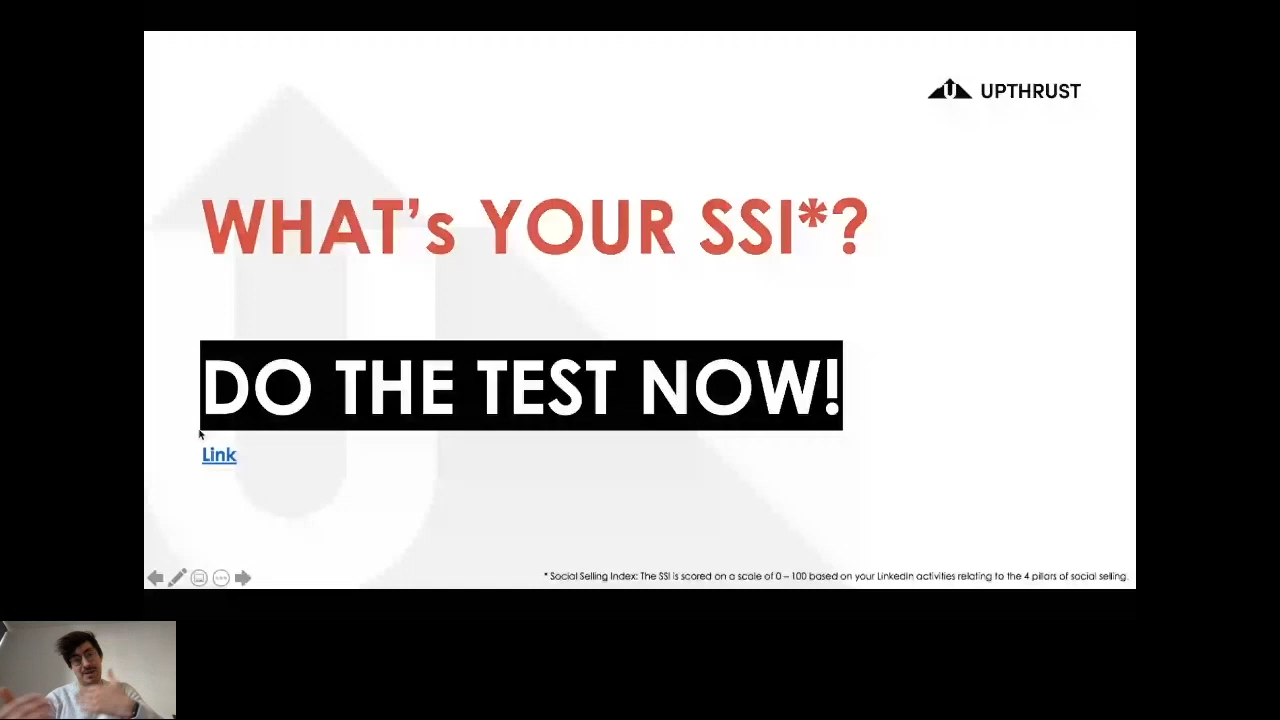 UPTHRUST
WHAT's YOUR SSI*?
DO THE TEST NOW!
Link
* Social Selling Index: The SSI is scored on a scale of 0 – 100 based on your LinkedIn activities relating to the 4 pillars of social selling.